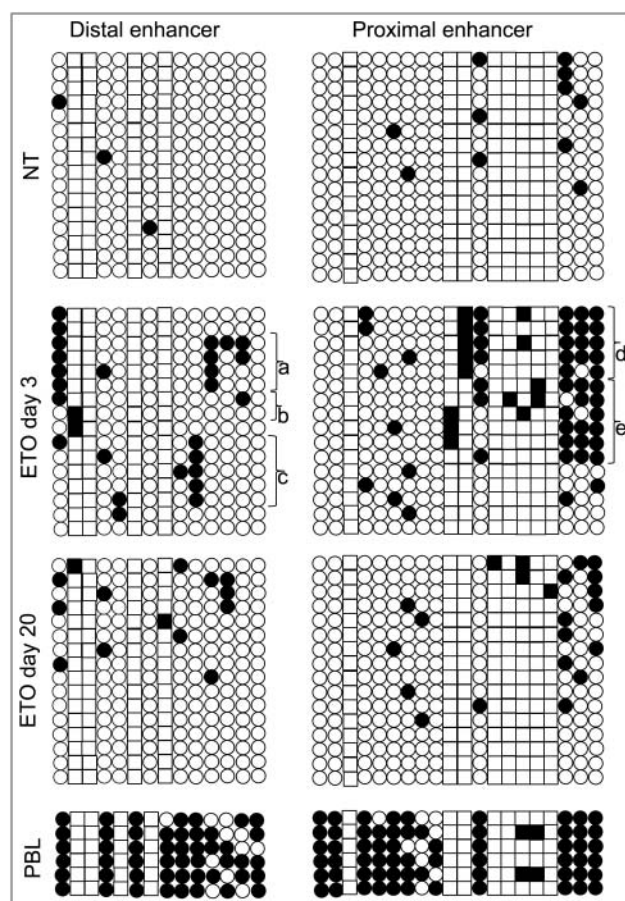 Distal enhancer
Proximal enhancer
NT
ETO day 3
a
b
c
d
e
ETO day 20
PBL